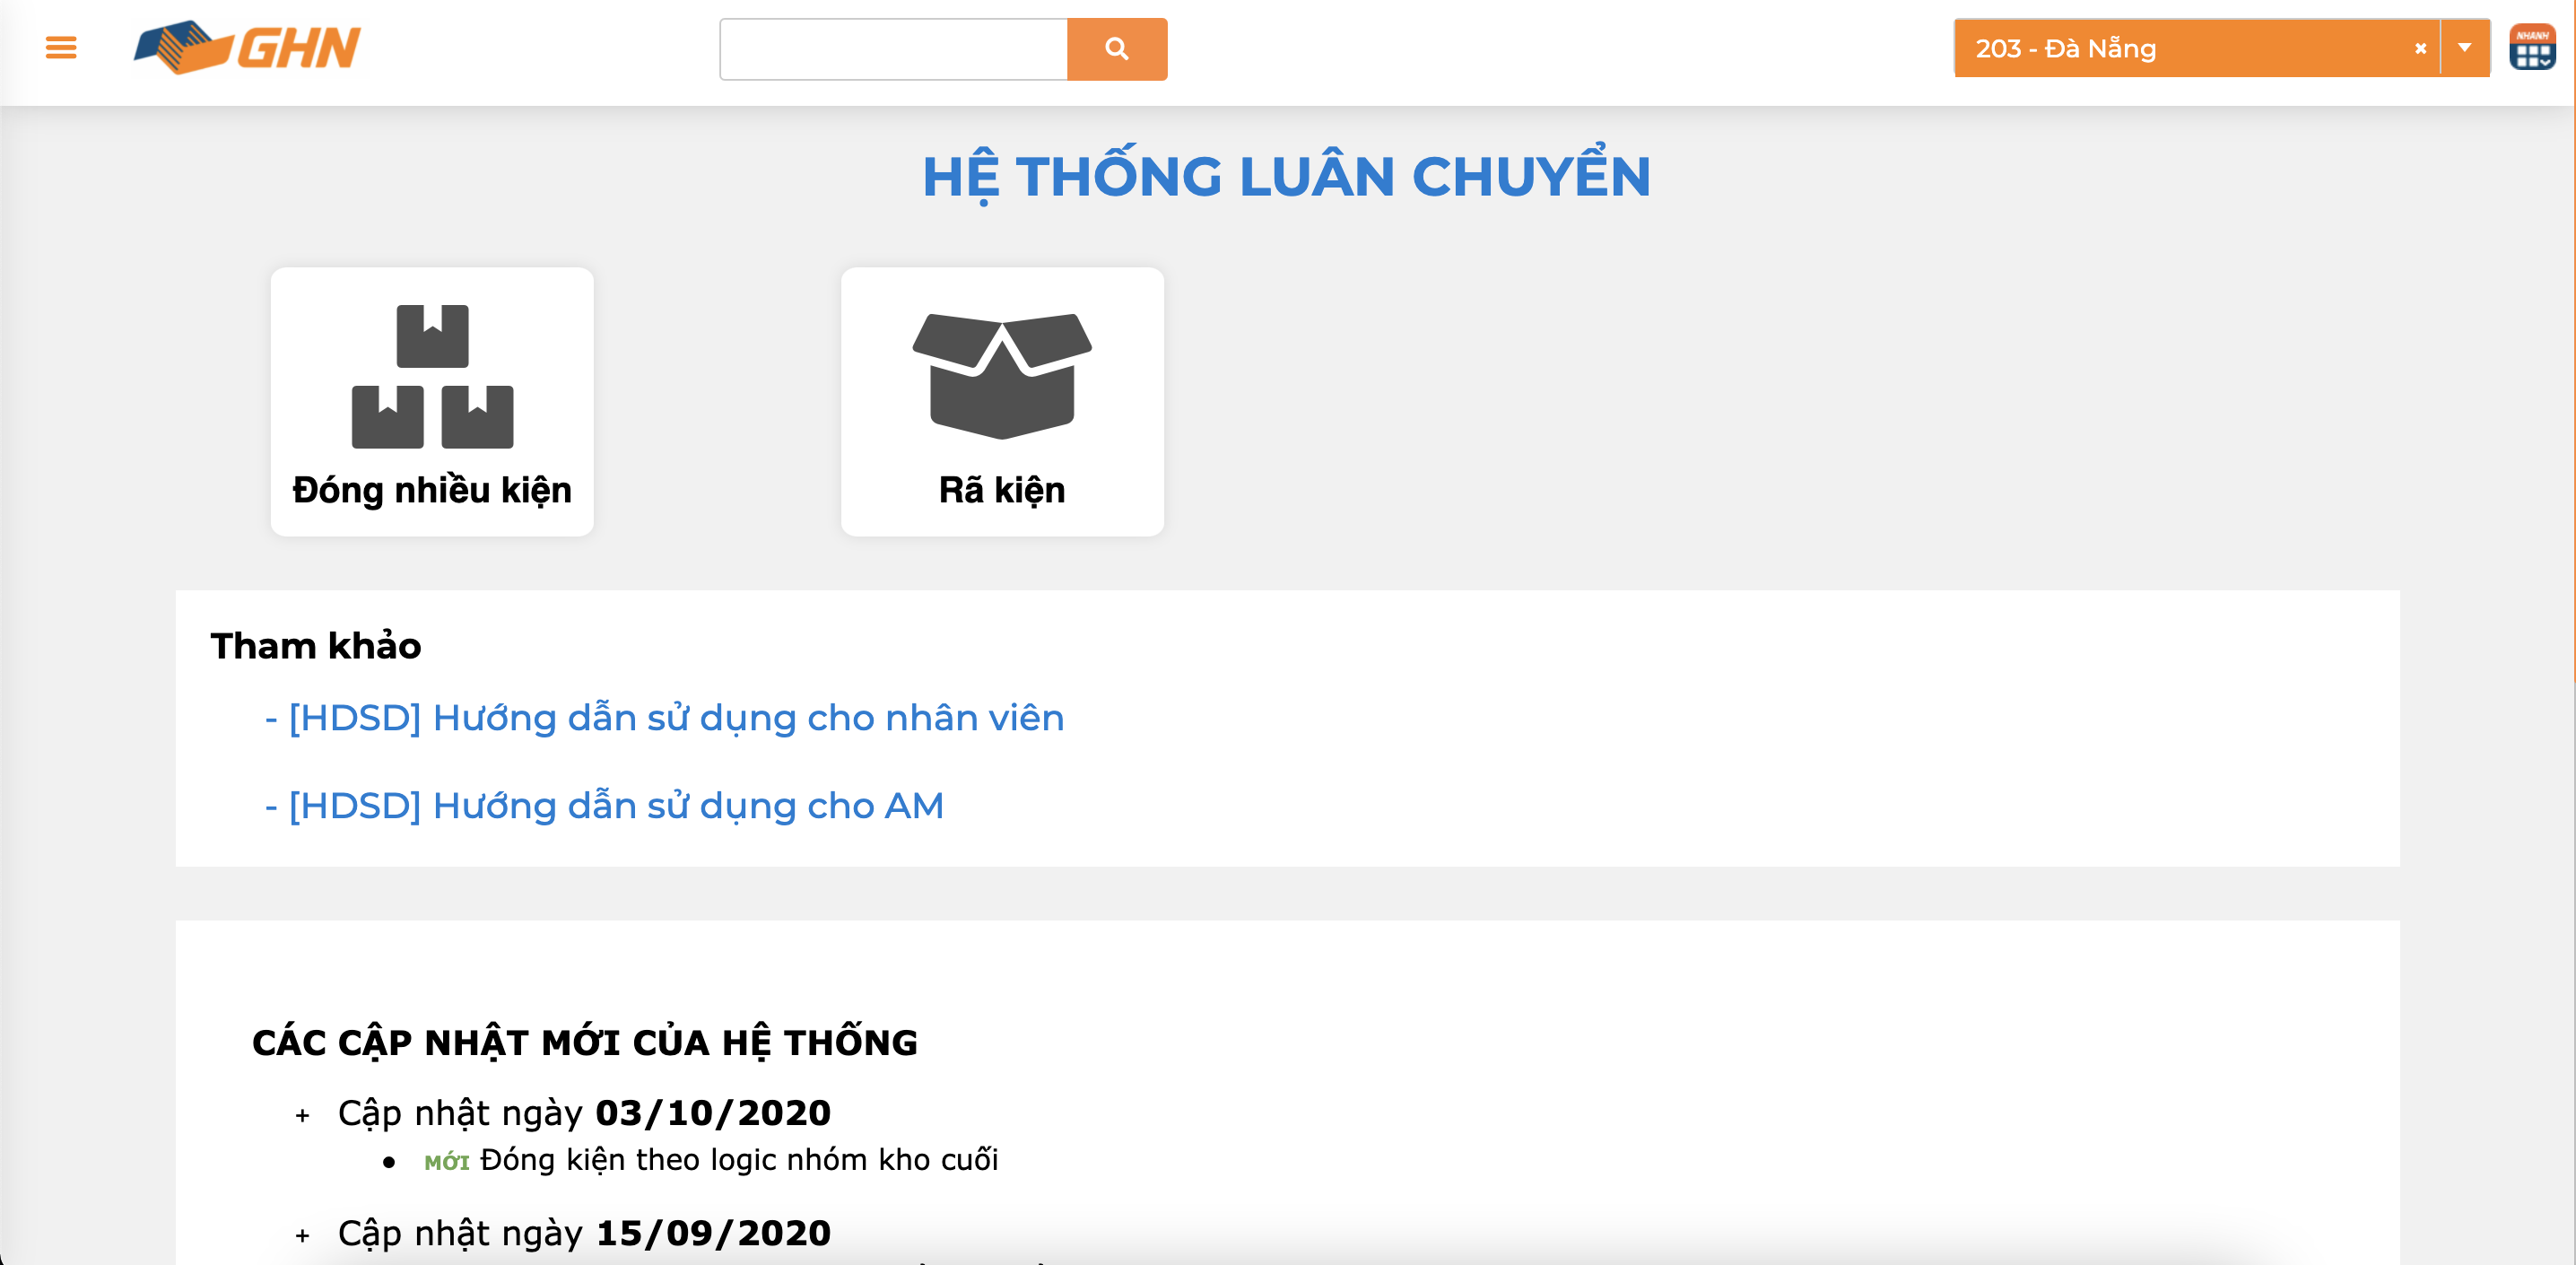 GHN
203 - Đà Nẵng
NHANH
HỆ THỐNG LUÂN CHUYỂN
Đóng nhiều kiện
Rã kiện
Tham khảo
- [HDSD] Hướng dẫn sử dụng cho nhân viên
- [HDSD] Hướng dẫn sử dụng cho AM
CÁC CẬP NHẬT MỚI CỦA HỆ THỐNG
+ Cập nhật ngày 03/10/2020
● MỚI Đóng kiện theo logic nhóm kho cuối
+ Cập nhật ngày 15/09/2020